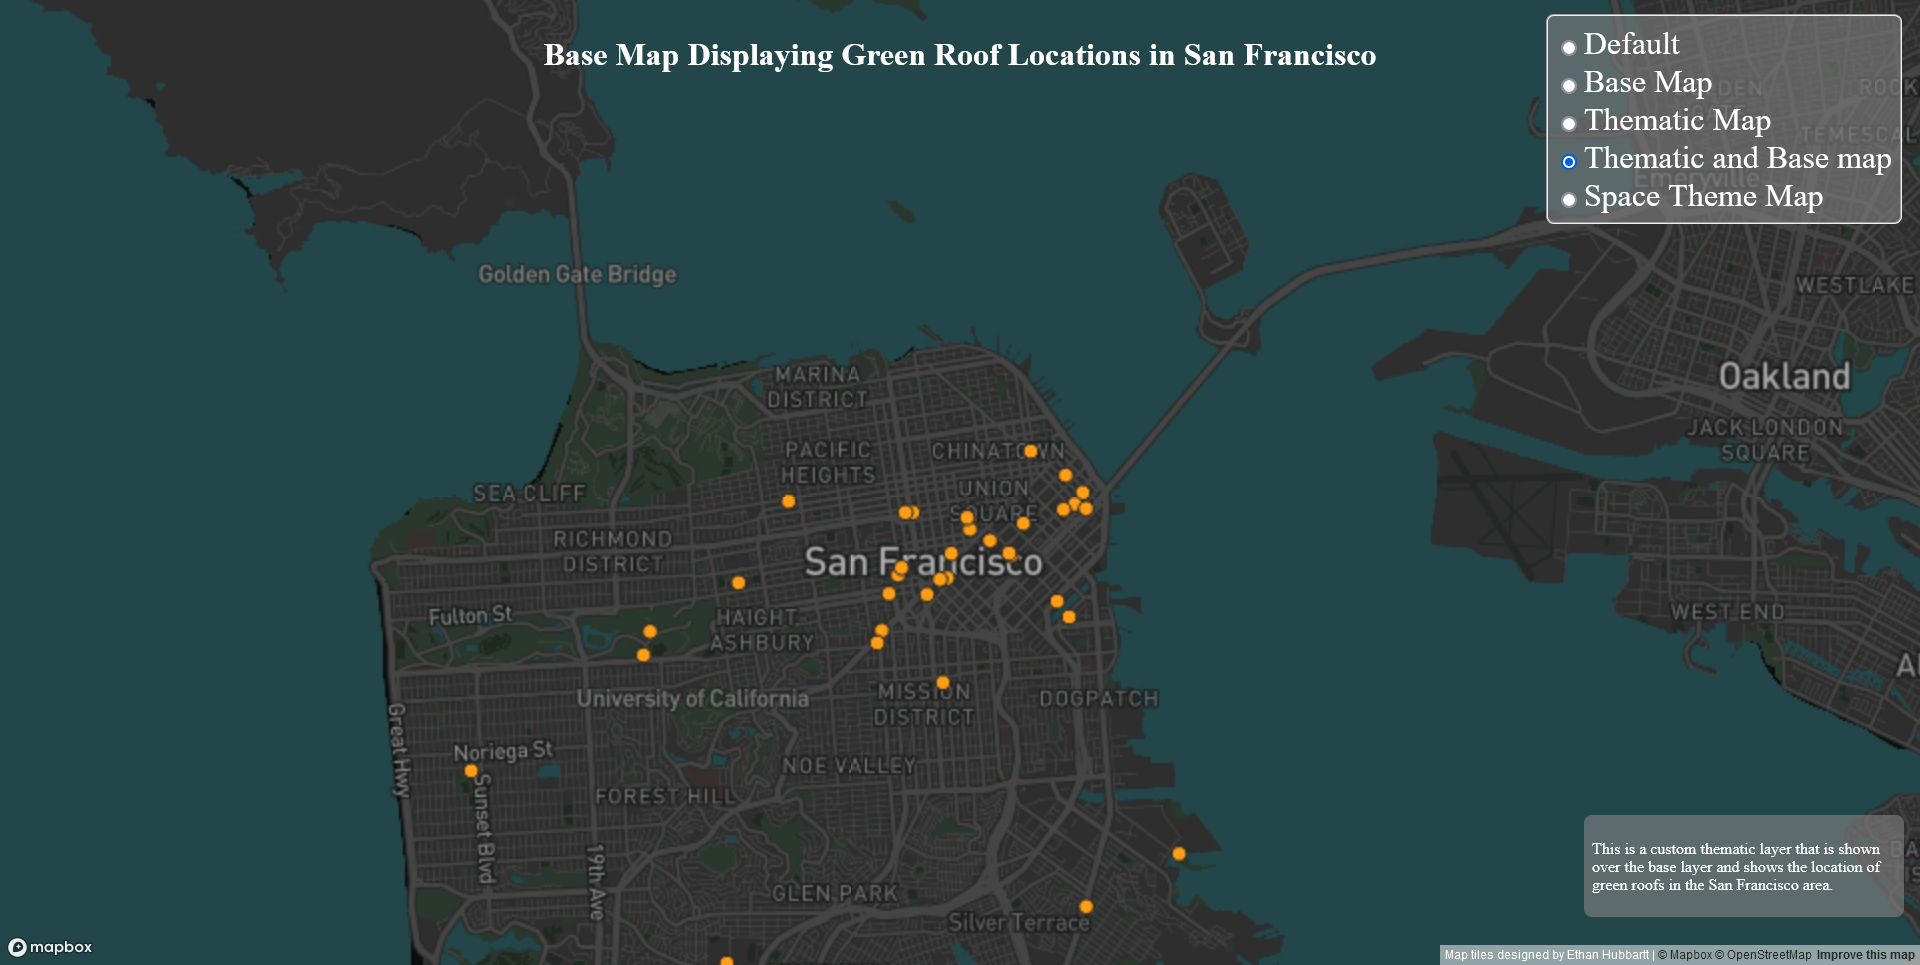 Base Map Displaying Green Roof Locations in San Francisco
Default
Base Map
Thematic Map
Thematic and Base map
Space Theme Map
TEMESCAL
Emeryville
Golden Gate Bridge
WESTLAKE
MARINA
DISTRICT
Oakland
JACK LONDON
SQUARE
PACIFIC
HEIGHTS
CHINATOWN
UNION
SQUARE
SEA CLIFF
RICHMOND
DISTRICT
San Francisco
Fulton St
HAIGHT-
ASHBURY
WEST END
University of California
MISSION
DISTRICT
DOGPATCH
Great Hwy
Noriega St
Sunset Blvd
NOE VALLEY
FOREST HILL
19th Ave
GLEN PARK
Silver Terrace
This is a custom thematic layer that is shown
over the base layer and shows the location of
green roofs in the San Francisco area.
mapbox
Map tiles designed by Ethan Hubbartt | © Mapbox © OpenStreetMap Improve this map